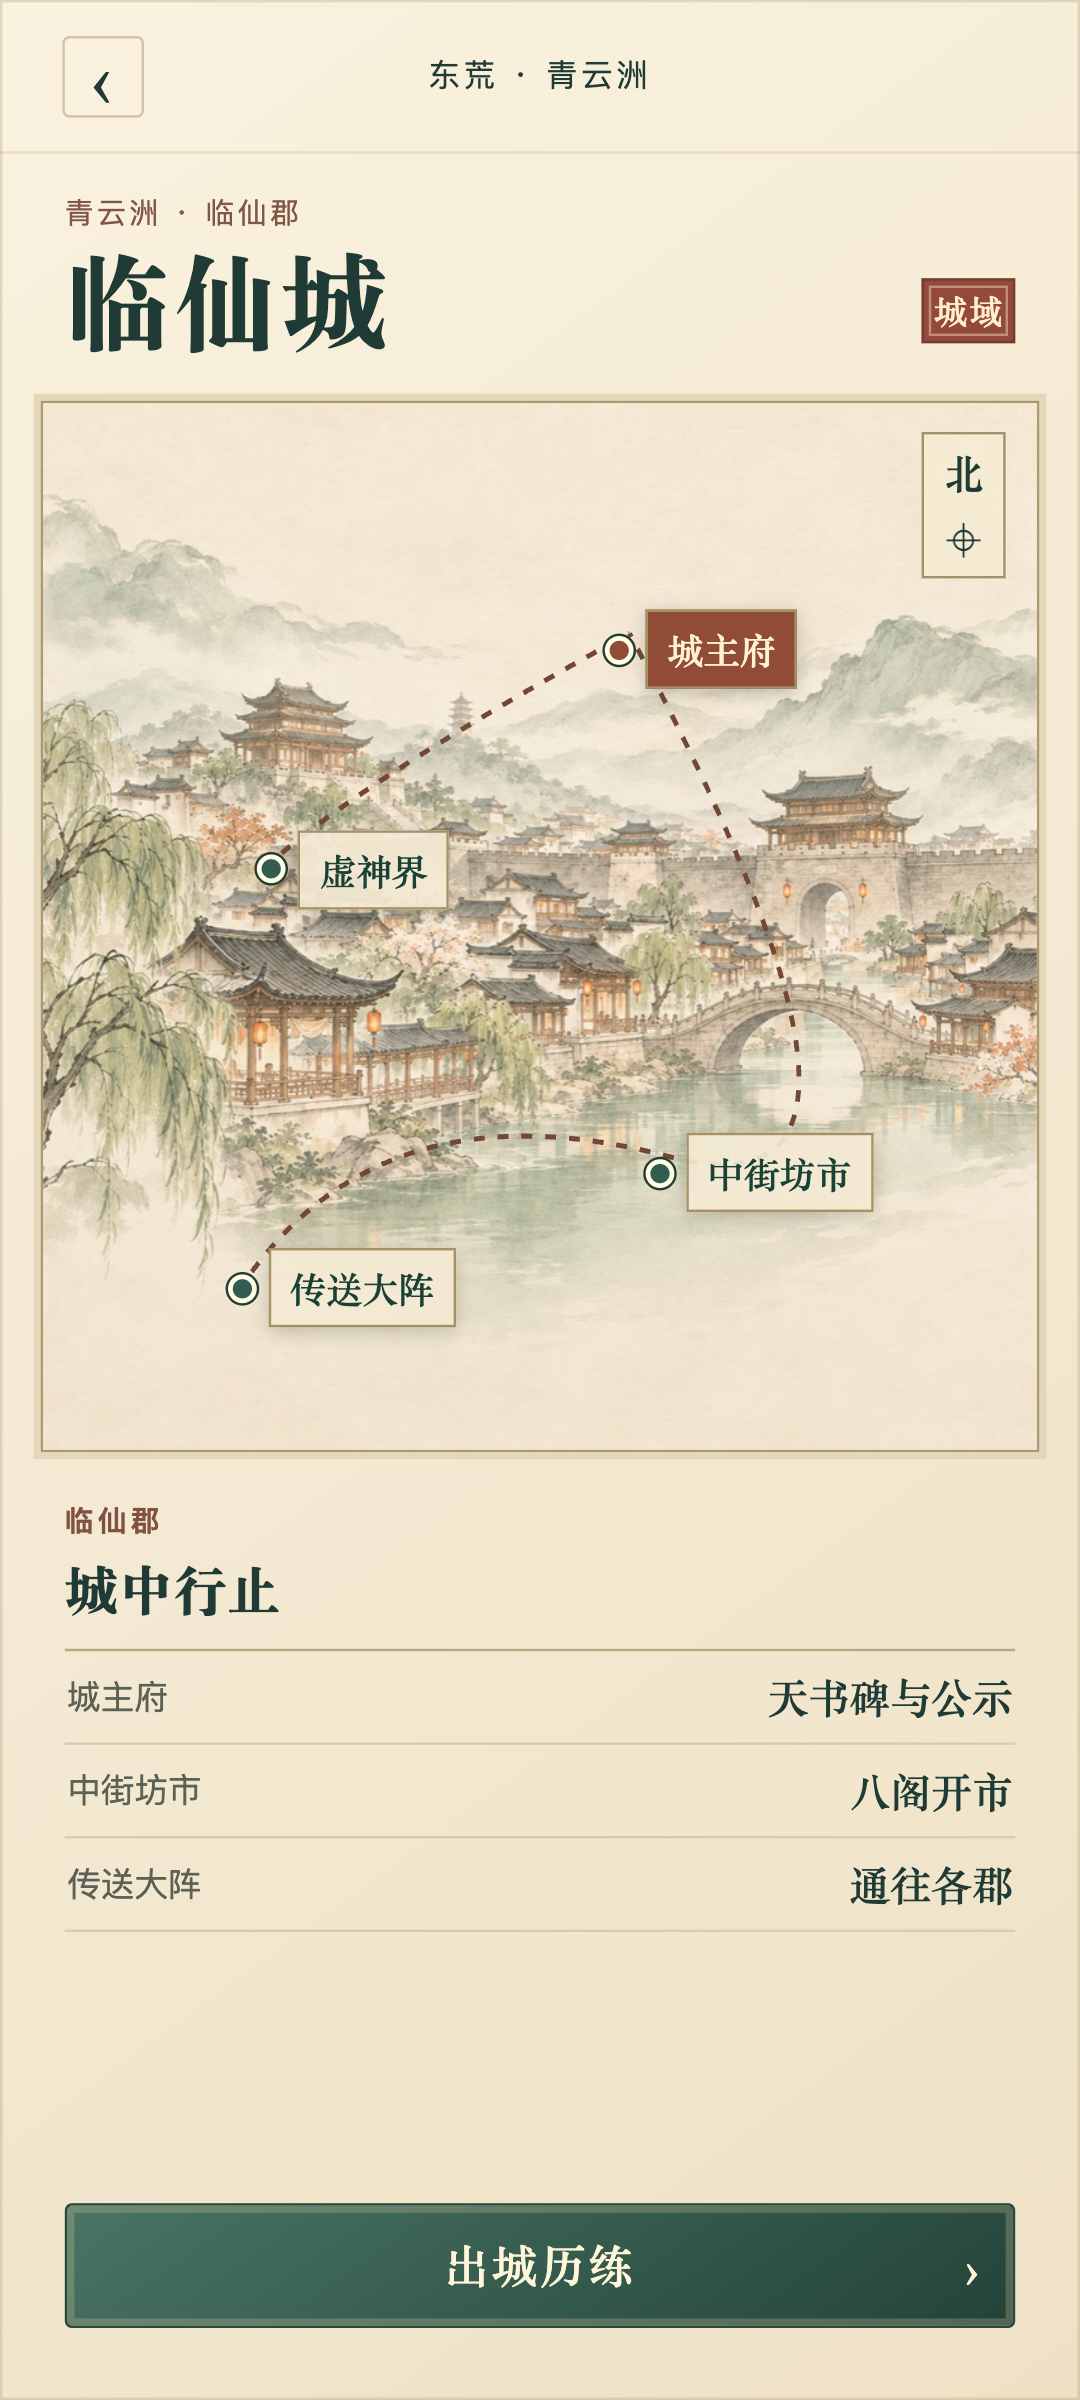 ‹
东荒 · 青云洲
青云洲 · 临仙郡
临仙城
城域
北
城主府
虚神界
中街坊市
传送大阵
临仙郡
城中行止
城主府 天书碑与公示
中街坊市 八阁开市
传送大阵 通往各郡
出城历练 ›